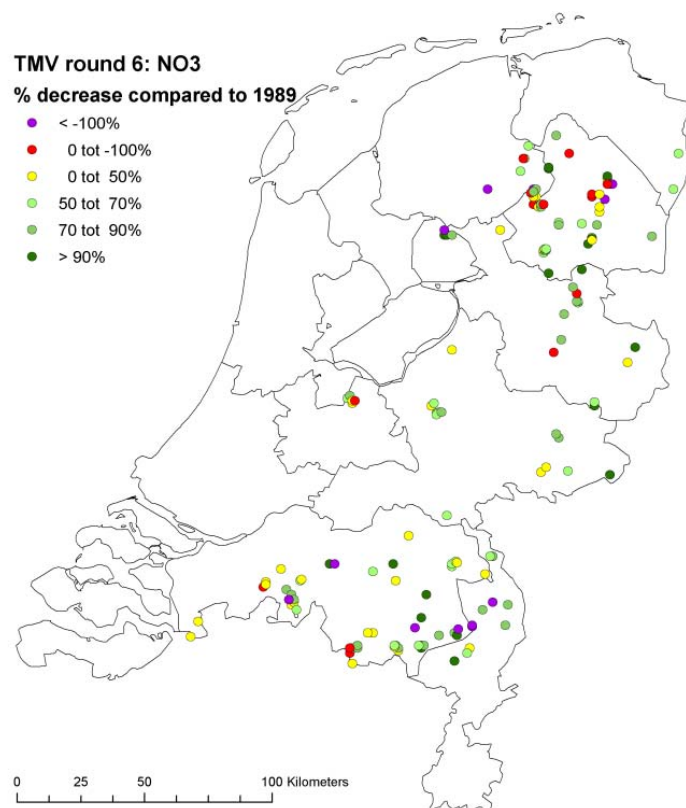 TMV round 6: NO3
% decrease compared to 1989
< -100%
0 tot -100%
0 tot 50%
50 tot 70%
70 tot 90%
> 90%
0 25 50 100 Kilometers